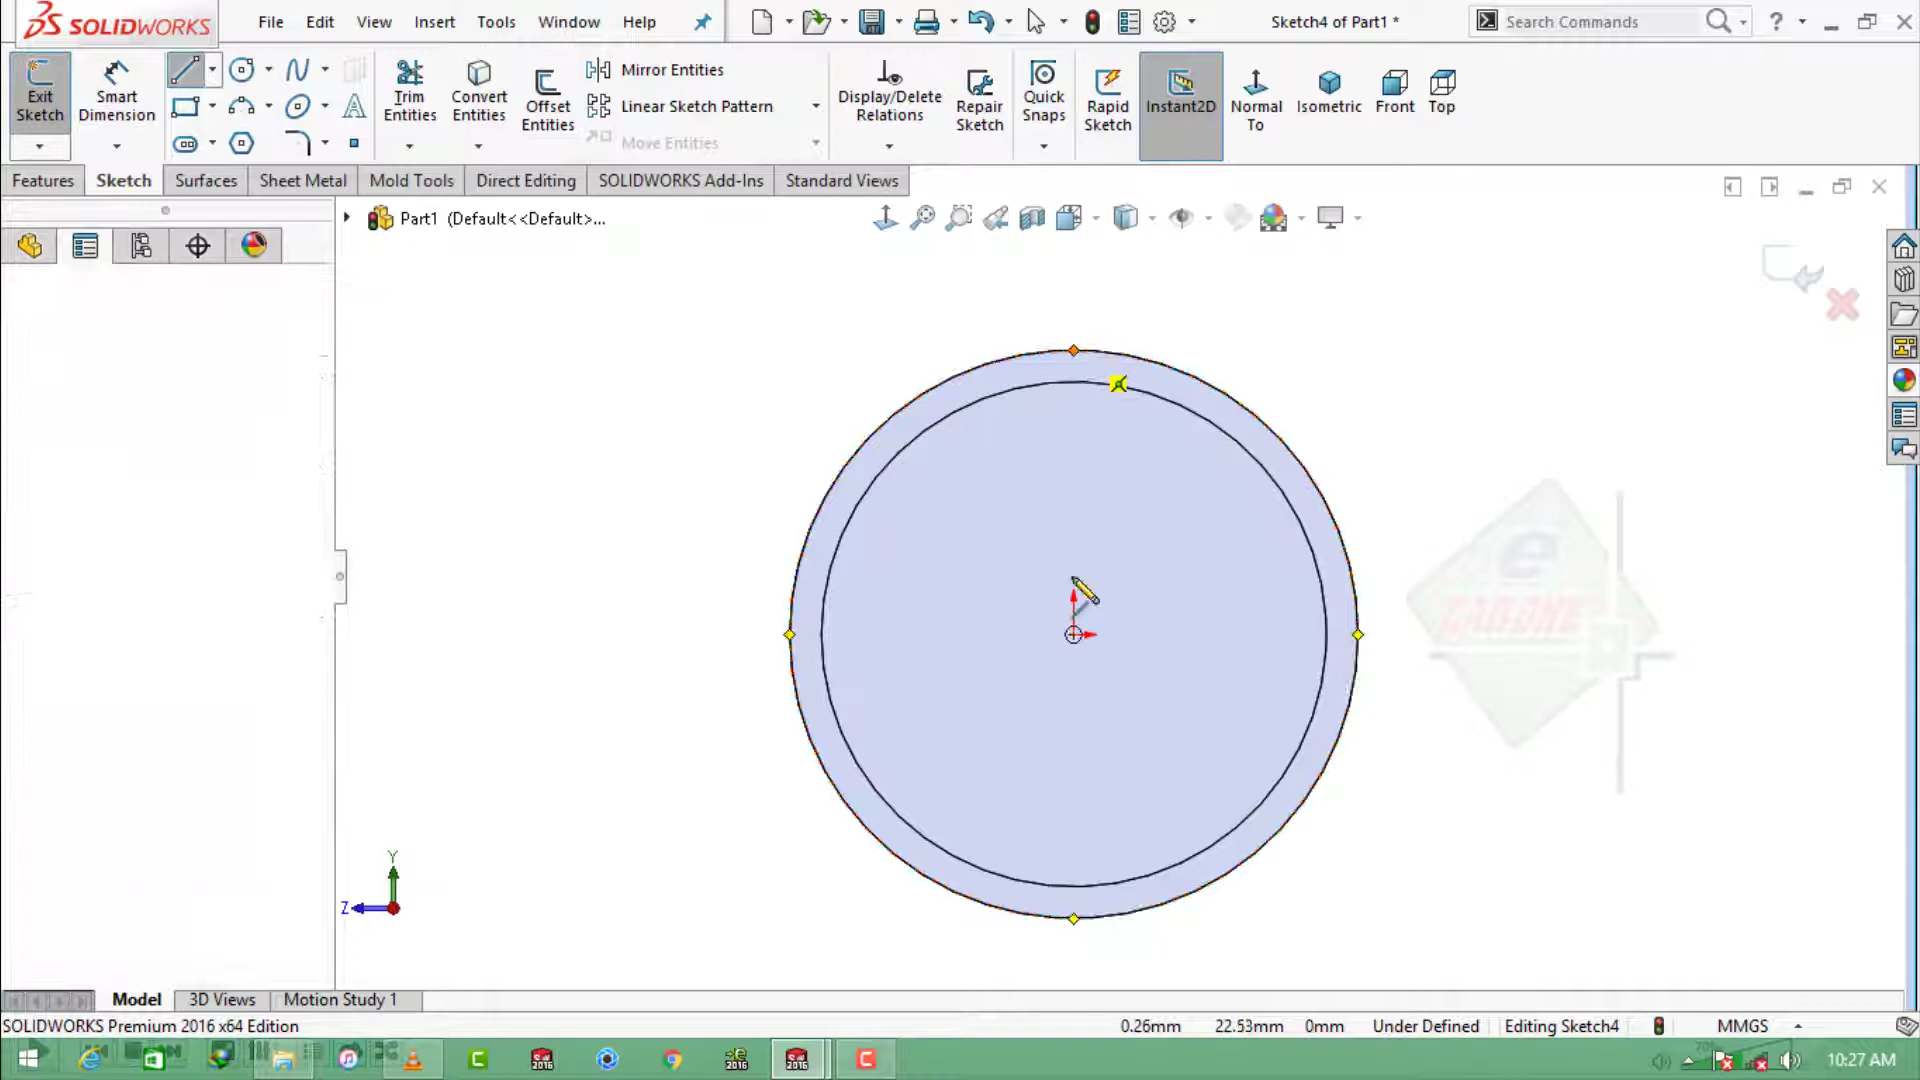 SOLIDWORKS
File Edit View Insert Tools Window Help
Sketch4 of Part1 *
Search Commands
Exit Sketch
Smart Dimension
Trim Entities
Convert Entities
Offset Entities
Mirror Entities
Linear Sketch Pattern
Move Entities
Display/Delete Relations
Repair Sketch
Quick Snaps
Rapid Sketch
Instant2D
Normal To
Isometric
Front
Top
Features Sketch Surfaces Sheet Metal Mold Tools Direct Editing SOLIDWORKS Add-Ins Standard Views
Part1 (Default<<Default>...
e
Y
Z
Model 3D Views Motion Study 1
SOLIDWORKS Premium 2016 x64 Edition
0.26mm 22.53mm 0mm Under Defined Editing Sketch4 MMGS
10:27 AM